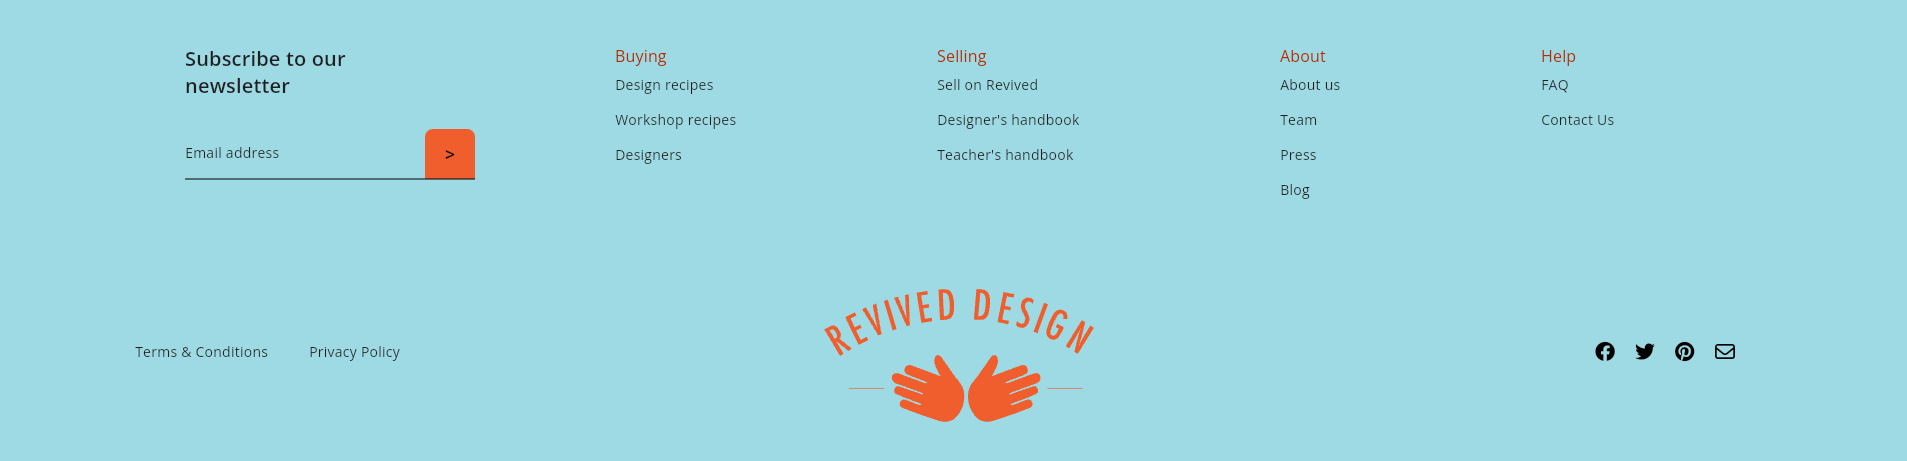 Subscribe to our
newsletter
Email address
>
Buying
Design recipes
Workshop recipes
Designers
Selling
Sell on Revived
Designer's handbook
Teacher's handbook
About
About us
Team
Press
Blog
Help
FAQ
Contact Us
Terms & Conditions
Privacy Policy
REVIVED DESIGN